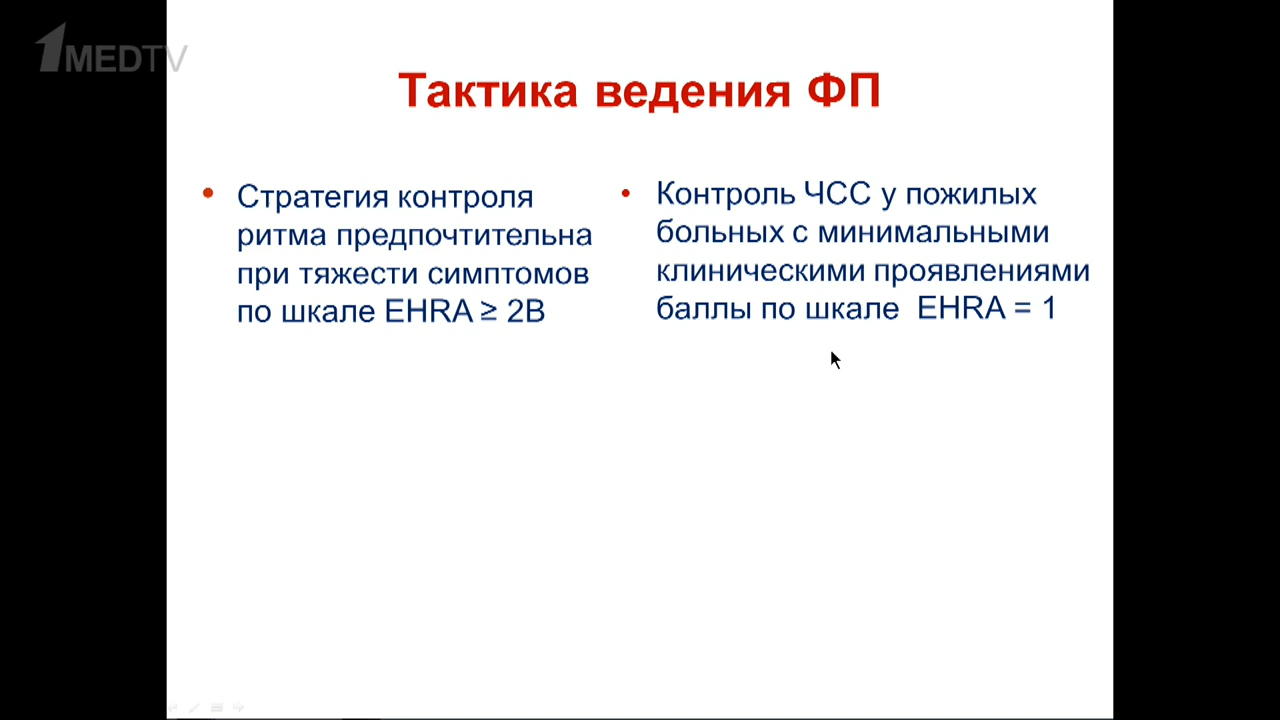 1MEDTV
Тактика ведения ФП
• Стратегия контроля
ритма предпочтительна
при тяжести симптомов
по шкале EHRA ≥ 2B
• Контроль ЧСС у пожилых
больных с минимальными
клиническими проявлениями
баллы по шкале EHRA = 1